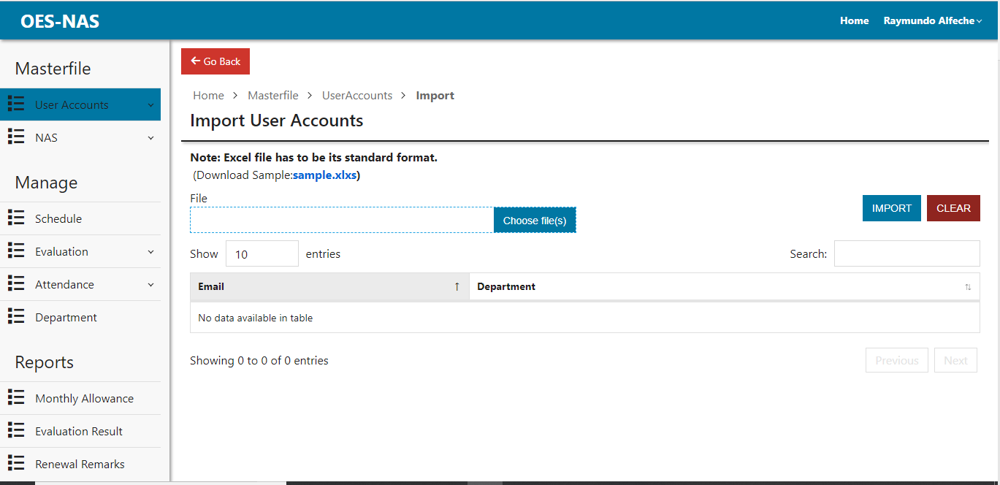 OES-NAS
Home Raymundo Alfeche
Masterfile
User Accounts
NAS
Manage
Schedule
Evaluation
Attendance
Department
Reports
Monthly Allowance
Evaluation Result
Renewal Remarks
Go Back
Home > Masterfile > UserAccounts > Import
Import User Accounts
Note: Excel file has to be its standard format.
(Download Sample:sample.xlxs)
File
Choose file(s)
IMPORT CLEAR
Show 10 entries
Search:
Email Department
No data available in table
Showing 0 to 0 of 0 entries
Previous Next